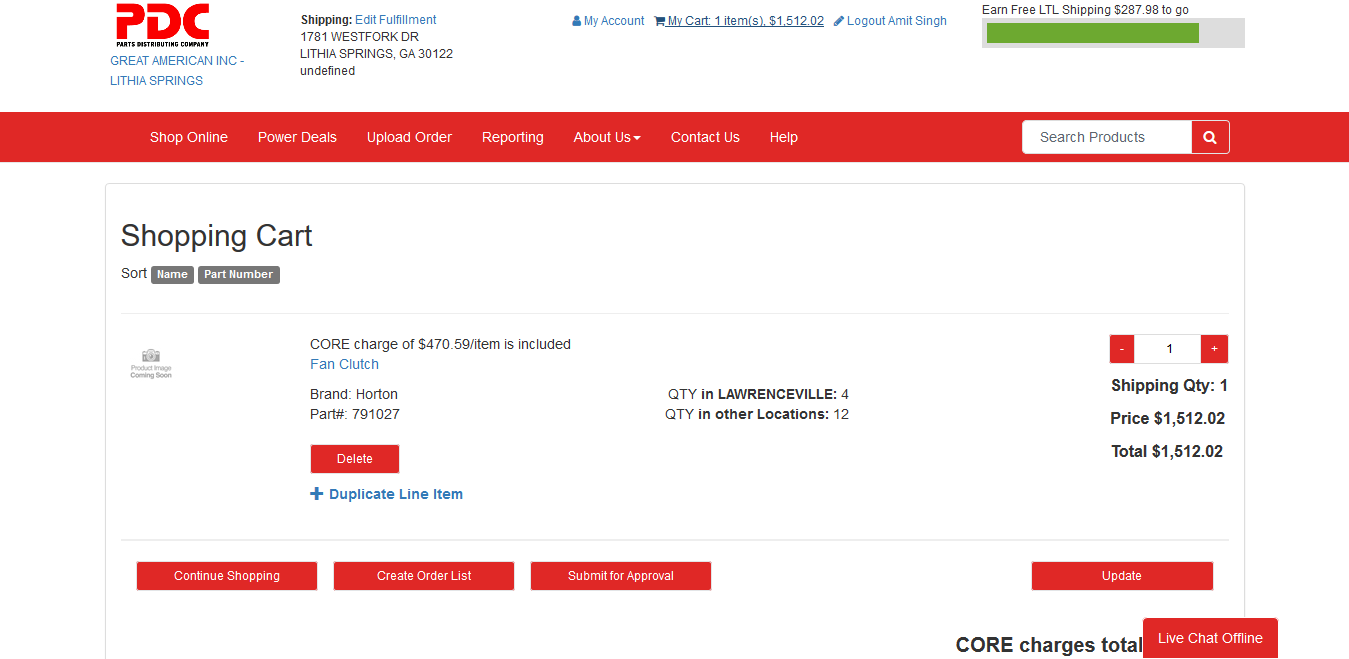 PDC
PARTS DISTRIBUTING COMPANY
GREAT AMERICAN INC -
LITHIA SPRINGS
Shipping: Edit Fulfillment
1781 WESTFORK DR
LITHIA SPRINGS, GA 30122
undefined
My Account My Cart: 1 item(s), $1,512.02 Logout Amit Singh
Earn Free LTL Shipping $287.98 to go
Shop Online Power Deals Upload Order Reporting About Us Contact Us Help Search Products
Shopping Cart
Sort Name Part Number
Product Image
Coming Soon
CORE charge of $470.59/item is included
Fan Clutch
Brand: Horton
Part#: 791027
Delete
+ Duplicate Line Item
QTY in LAWRENCEVILLE: 4
QTY in other Locations: 12
- 1 +
Shipping Qty: 1
Price $1,512.02
Total $1,512.02
Continue Shopping Create Order List Submit for Approval Update
CORE charges total
Live Chat Offline